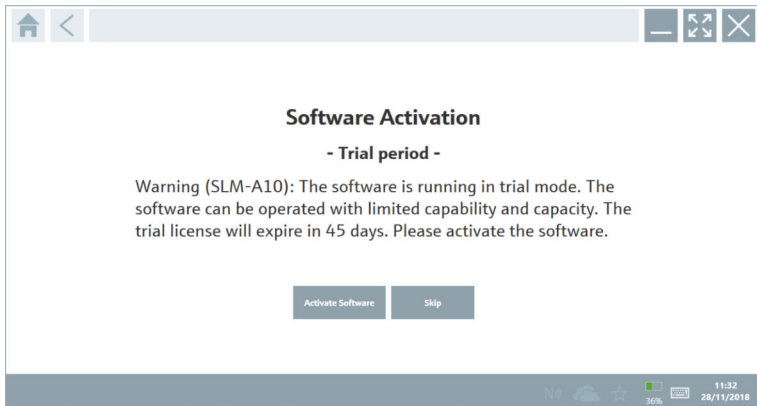 Software Activation
- Trial period -
Warning (SLM-A10): The software is running in trial mode. The
software can be operated with limited capability and capacity. The
trial license will expire in 45 days. Please activate the software.
Activate Software Skip
36%
11:32
28/11/2018